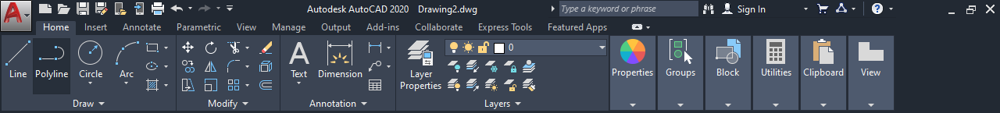 A
Autodesk AutoCAD 2020 Drawing2.dwg
Type a keyword or phrase
Sign In
?
Home Insert Annotate Parametric View Manage Output Add-ins Collaborate Express Tools Featured Apps
Line Polyline Circle Arc
A Text Dimension
Layer Properties
0
Properties Groups Block Utilities Clipboard View
Draw Modify Annotation Layers